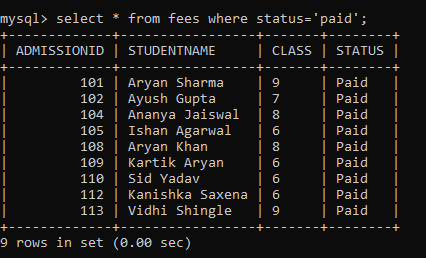 mysql> select * from fees where status='paid';
+-------------+------------------+-------+--------+
| ADMISSIONID | STUDENTNAME      | CLASS | STATUS |
+-------------+------------------+-------+--------+
|         101 | Aryan Sharma     | 9     | Paid   |
|         102 | Ayush Gupta      | 7     | Paid   |
|         104 | Ananya Jaiswal   | 8     | Paid   |
|         105 | Ishan Agarwal    | 6     | Paid   |
|         108 | Aryan Khan       | 8     | Paid   |
|         109 | Kartik Aryan     | 6     | Paid   |
|         110 | Sid Yadav        | 6     | Paid   |
|         112 | Kanishka Saxena  | 6     | Paid   |
|         113 | Vidhi Shingle    | 9     | Paid   |
+-------------+------------------+-------+--------+
9 rows in set (0.00 sec)